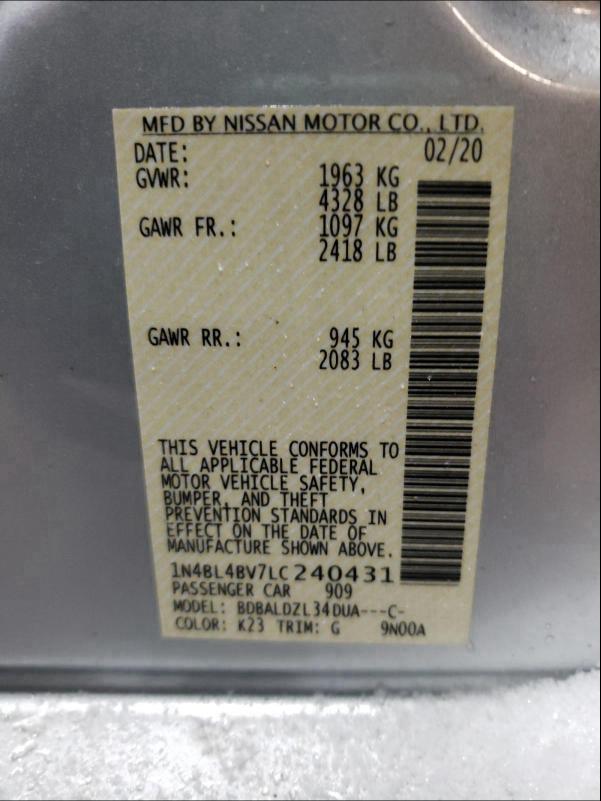 MFD BY NISSAN MOTOR CO., LTD.
DATE: 02/20
GVWR: 1963 KG
4328 LB
GAWR FR.: 1097 KG
2418 LB
GAWR RR.: 945 KG
2083 LB
THIS VEHICLE CONFORMS TO
ALL APPLICABLE FEDERAL
MOTOR VEHICLE SAFETY,
BUMPER, AND THEFT
PREVENTION STANDARDS IN
EFFECT ON THE DATE OF
MANUFACTURE SHOWN ABOVE.
1N4BL4BV7LC240431
PASSENGER CAR 909
MODEL: BDBALDZL34DUA---C-
COLOR: K23 TRIM: G 9N00A